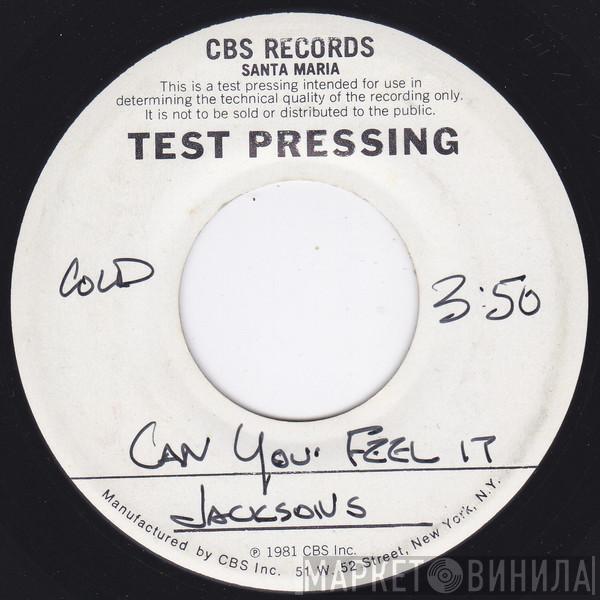 CBS RECORDS
SANTA MARIA
This is a test pressing intended for use in
determining the technical quality of the recording only.
It is not to be sold or distributed to the public.
TEST PRESSING
COLD
3:50
CAN YOU FEEL IT
JACKSONS
℗ 1981 CBS Inc.
Manufactured by CBS Inc. 51 W. 52 Street, New York, N.Y.
МАРКЕТ ВИНИЛА